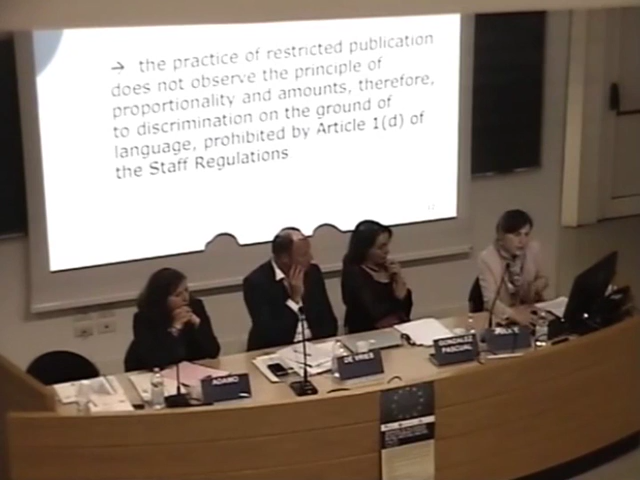 → the practice of restricted publication
does not observe the principle of
proportionality and amounts, therefore,
to discrimination on the ground of
language, prohibited by Article 1(d) of
the Staff Regulations
ADAMO
DE VRIES
GONZALEZ
PASCUAL